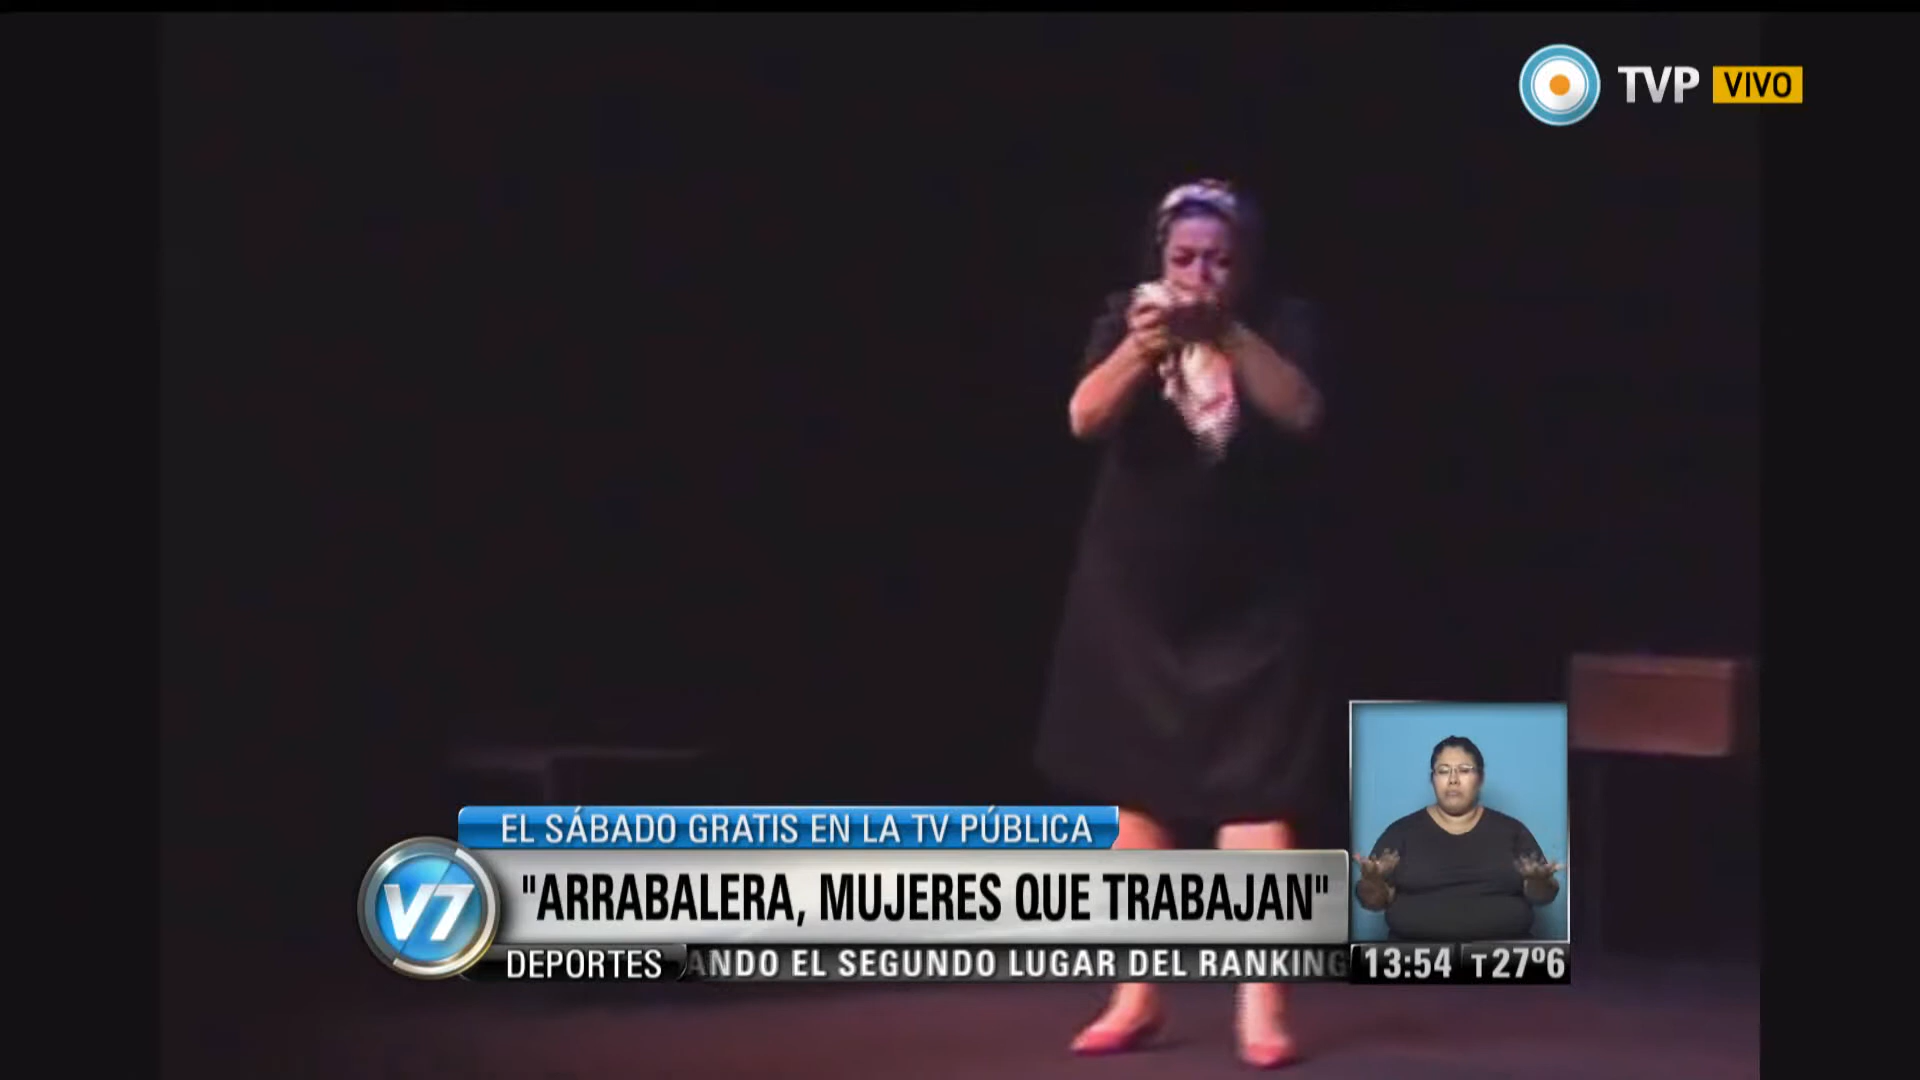 TVP VIVO
EL SÁBADO GRATIS EN LA TV PÚBLICA
V7
"ARRABALERA, MUJERES QUE TRABAJAN"
DEPORTES
ANDO EL SEGUNDO LUGAR DEL RANKING
13:54 T27º6